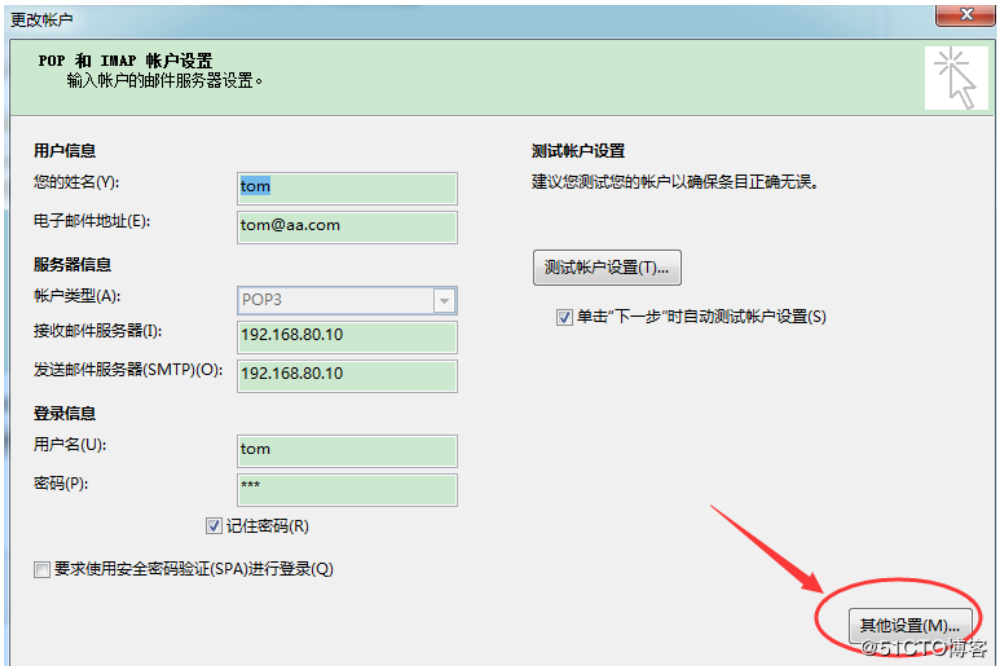 更改帐户
POP 和 IMAP 帐户设置
输入帐户的邮件服务器设置。
用户信息
您的姓名(Y):
tom
电子邮件地址(E):
tom@aa.com
服务器信息
帐户类型(A):
POP3
接收邮件服务器(I):
192.168.80.10
发送邮件服务器(SMTP)(O):
192.168.80.10
登录信息
用户名(U):
tom
密码(P):
***
记住密码(R)
要求使用安全密码验证(SPA)进行登录(Q)
测试帐户设置
建议您测试您的帐户以确保条目正确无误。
测试帐户设置(T)...
单击"下一步"时自动测试帐户设置(S)
其他设置(M)...
@51CTO博客